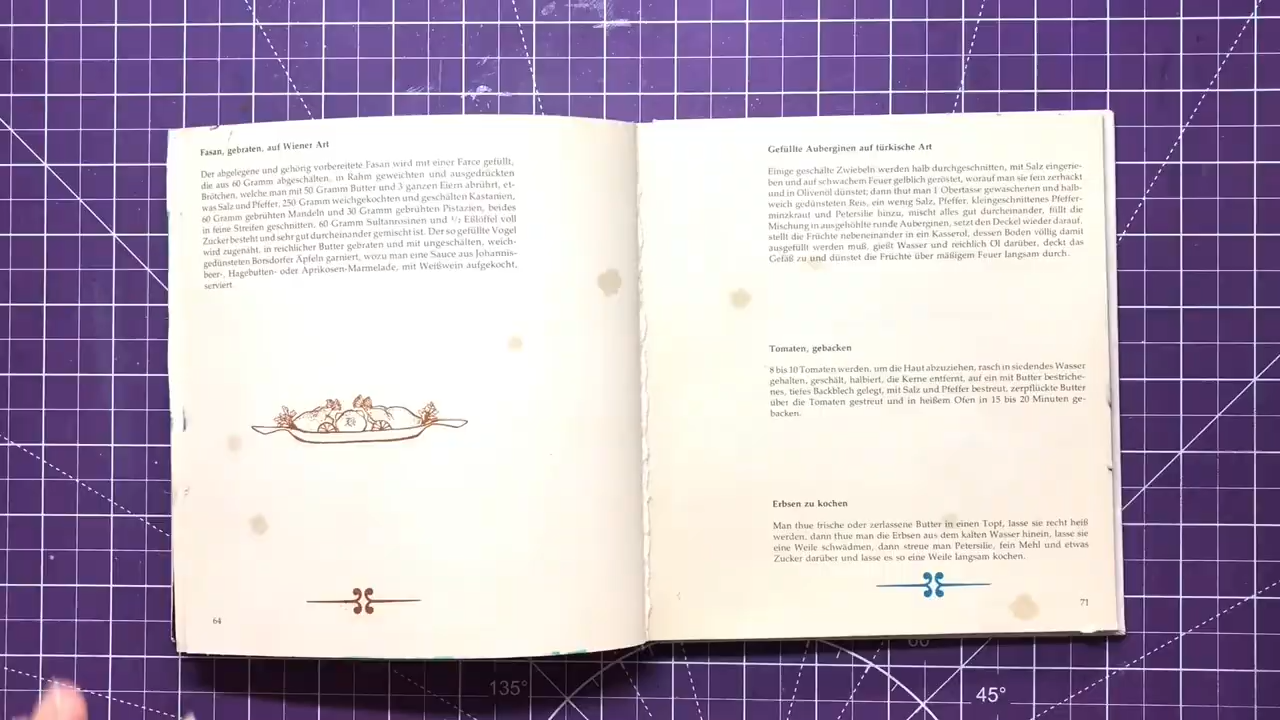 Fasan, gebraten, auf Wiener Art
Der abgelegene und gehörig vorbereitete Fasan wird mit einer Farce gefüllt,
die aus 60 Gramm abgeschälten, in Rahm geweichten und ausgedrückten
Brötchen, welche man mit 50 Gramm Butter und 3 ganzen Eiern abrührt, et-
was Salz und Pfeffer, 250 Gramm weichgekochten und geschälten Kastanien,
60 Gramm gebrühten Mandeln und 30 Gramm gebrühten Pistazien, beides
in feine Streifen geschnitten, 60 Gramm Sultanrosinen und ½ Eßlöffel voll
Zucker besteht und sehr gut durcheinander gemischt ist. Der so gefüllte Vogel
wird zugenäht, in reichlicher Butter gebraten und mit ungeschälten, weich-
gedünsteten Borsdorfer Äpfeln garniert, wozu man eine Sauce aus Johannis-
beer-, Hagebutten- oder Aprikosen-Marmelade, mit Weißwein aufgekocht,
serviert.
64
Gefüllte Auberginen auf türkische Art
Einige geschälte Zwiebeln werden halb durchgeschnitten, mit Salz eingerie-
ben und auf schwachem Feuer gelblich geröstet, worauf man sie fein zerhackt
und in Olivenöl dünstet; dann thut man 1 Obertasse gewaschenen und halb-
weich gedünsteten Reis, ein wenig Salz, Pfeffer, kleingeschnittenes Pfeffer-
minzkraut und Petersilie hinzu, mischt alles gut durcheinander, füllt die
Mischung in ausgehöhlte runde Auberginen, setzt den Deckel wieder darauf,
stellt die Früchte nebeneinander in ein Kasserol, dessen Boden völlig damit
ausgefüllt werden muß, gießt Wasser und reichlich Öl darüber, deckt das
Gefäß zu und dünstet die Früchte über mäßigem Feuer langsam durch.
Tomaten, gebacken
8 bis 10 Tomaten werden, um die Haut abzuziehen, rasch in siedendes Wasser
gehalten, geschält, halbiert, die Kerne entfernt, auf ein mit Butter bestriche-
nes, tiefes Backblech gelegt, mit Salz und Pfeffer bestreut, zerpflückte Butter
über die Tomaten gestreut und in heißem Ofen in 15 bis 20 Minuten ge-
backen.
Erbsen zu kochen
Man thue frische oder zerlassene Butter in einen Topf, lasse sie recht heiß
werden, dann thue man die Erbsen aus dem kalten Wasser hinein, lasse sie
eine Weile schwädmen, dann streue man Petersilie, fein Mehl und etwas
Zucker darüber und lasse es so eine Weile langsam kochen.
71
60°
135°
45°